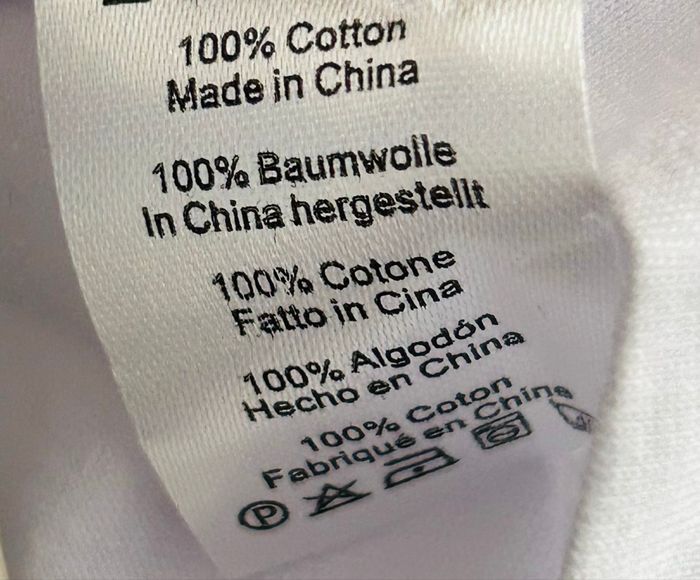 100% Cotton
Made in China
100% Baumwolle
In China hergestellt
100% Cotone
Fatto in Cina
100% Algodón
Hecho en China
100% Coton
Fabriqué en China
P